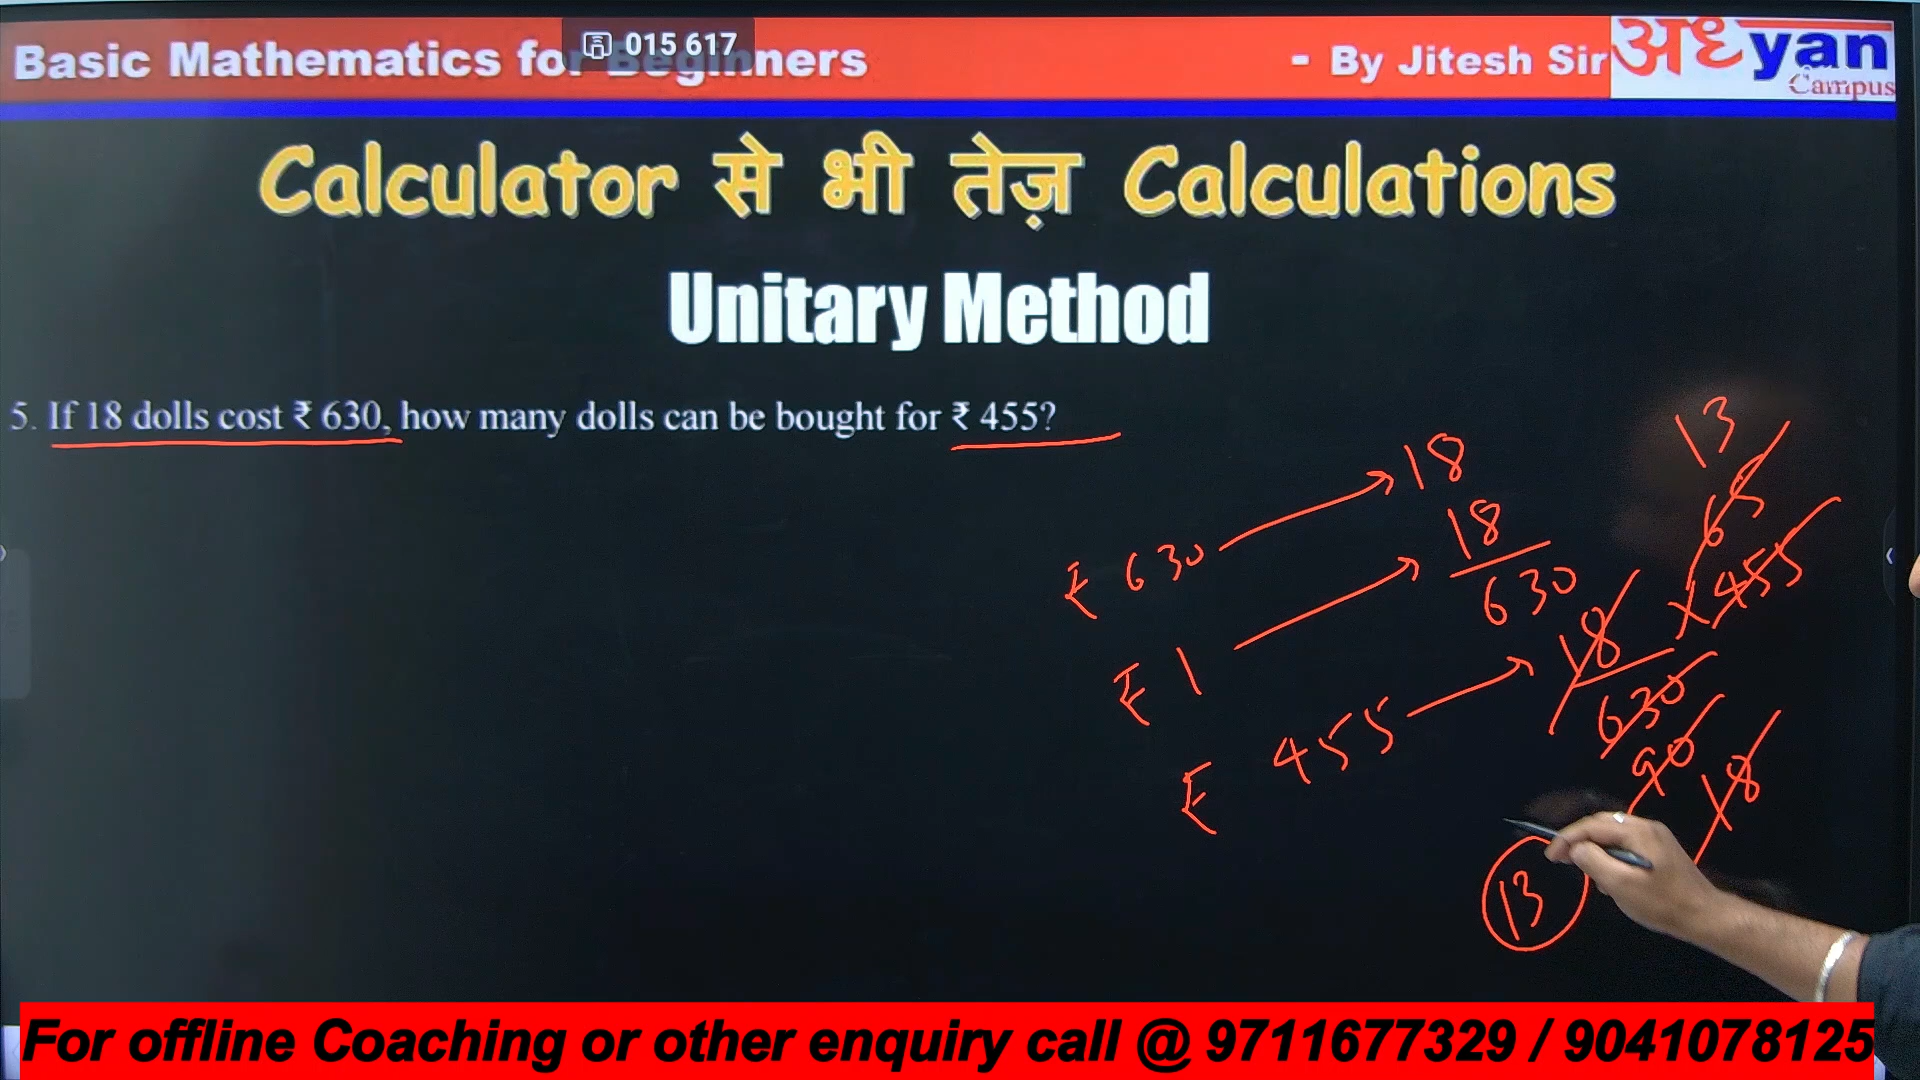 015 617
Basic Mathematics for Beginners - By Jitesh Sir
अध्yan
Campus
Calculator से भी तेज़ Calculations
Unitary Method
5. If 18 dolls cost ₹ 630, how many dolls can be bought for ₹ 455?
₹ 630 → 18
₹ 1 → 18/630
₹ 455 → 18/630 × 455
65
13
90
18
13
For offline Coaching or other enquiry call @ 9711677329 / 9041078125